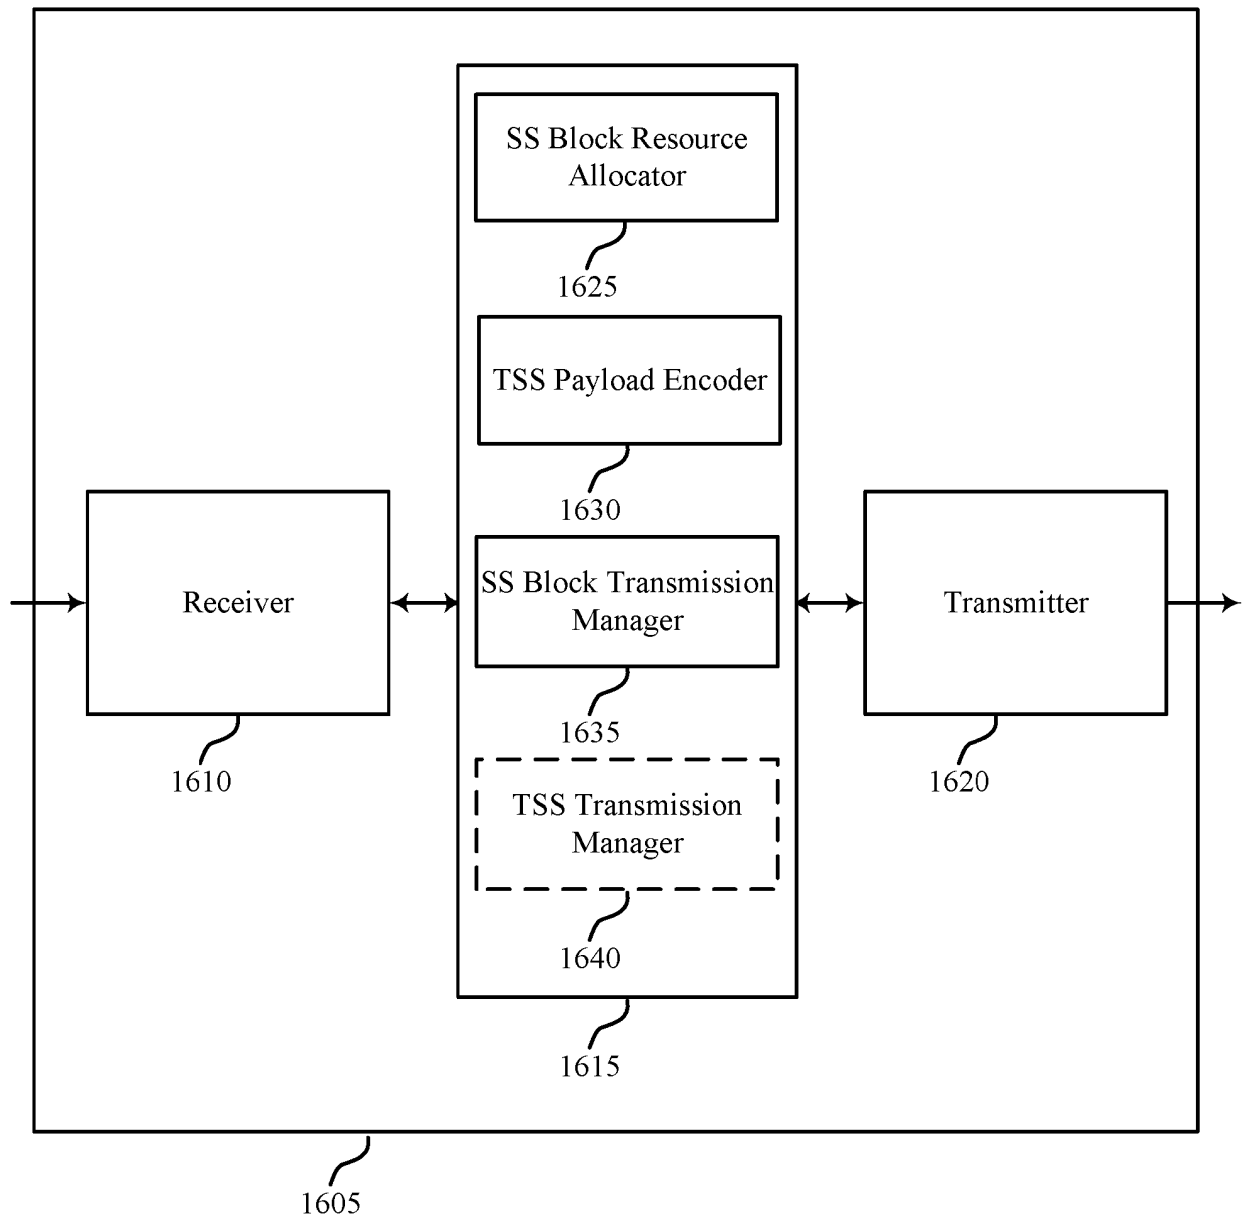 SS Block Resource
Allocator
1625
TSS Payload Encoder
1630
SS Block Transmission
Manager
1635
TSS Transmission
Manager
1640
1615
Receiver
1610
Transmitter
1620
1605